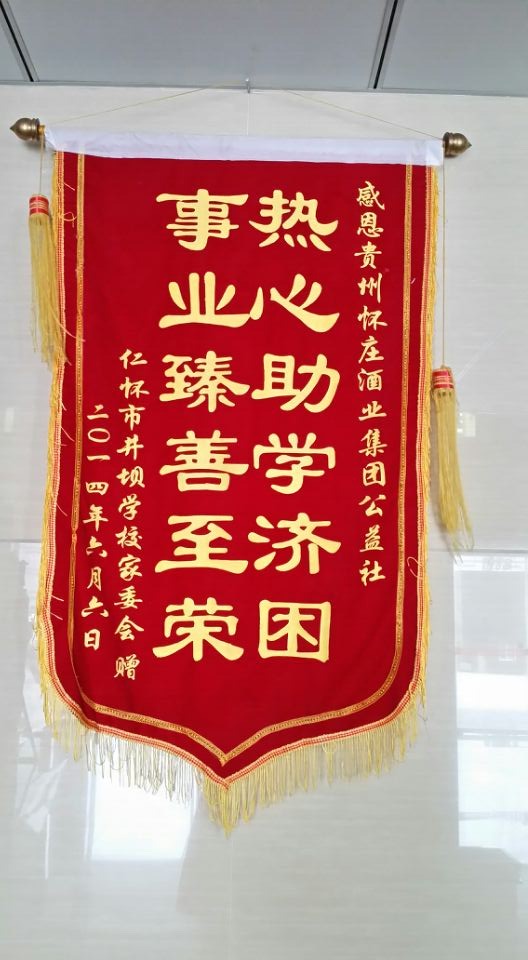 感恩贵州怀庄酒业集团公益社
热心助学济困
事业臻善至荣
仁怀市井坝学校家委会 赠
二〇一四年六月六日